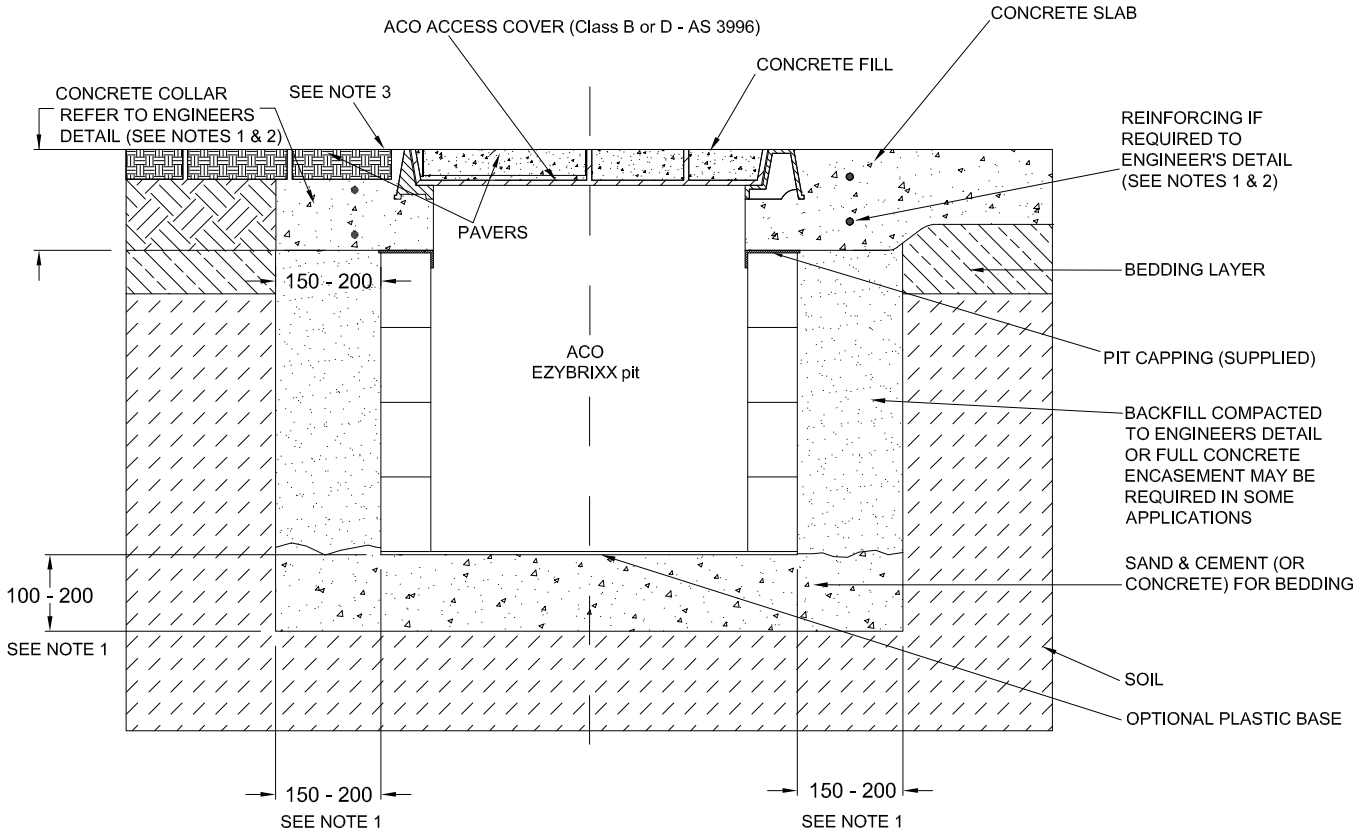 ACO ACCESS COVER (Class B or D - AS 3996)
CONCRETE SLAB
CONCRETE FILL
CONCRETE COLLAR
REFER TO ENGINEERS
DETAIL (SEE NOTES 1 & 2)
SEE NOTE 3
REINFORCING IF
REQUIRED TO
ENGINEER'S DETAIL
(SEE NOTES 1 & 2)
PAVERS
150 - 200
BEDDING LAYER
ACO
EZYBRIXX pit
PIT CAPPING (SUPPLIED)
BACKFILL COMPACTED
TO ENGINEERS DETAIL
OR FULL CONCRETE
ENCASEMENT MAY BE
REQUIRED IN SOME
APPLICATIONS
SAND & CEMENT (OR
CONCRETE) FOR BEDDING
100 - 200
SEE NOTE 1
SOIL
OPTIONAL PLASTIC BASE
150 - 200
SEE NOTE 1
150 - 200
SEE NOTE 1